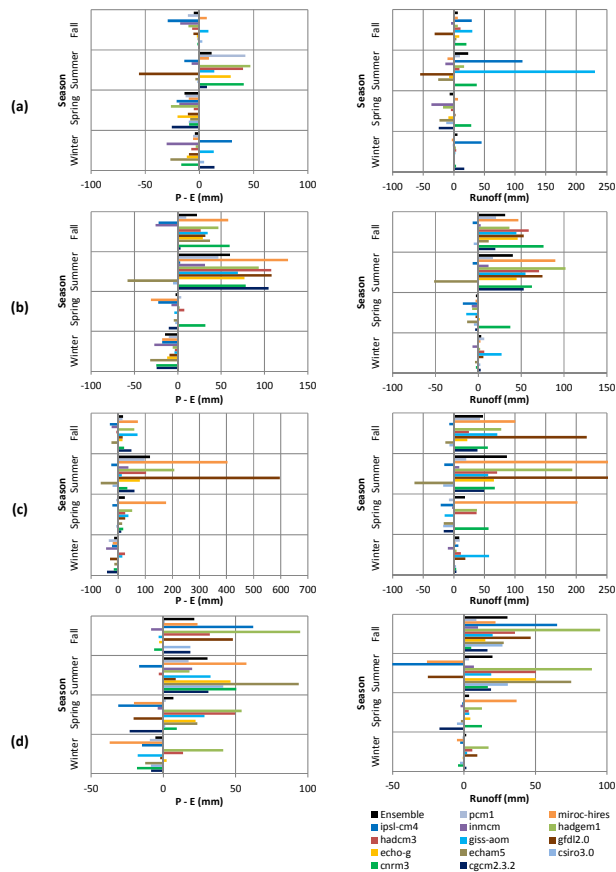 (a)
Season
Fall
Summer
Spring
Winter
-100 -50 0 50 100
P - E (mm)
Season
Fall
Summer
Spring
Winter
-100 -50 0 50 100 150 200 250
Runoff (mm)
(b)
Season
Fall
Summer
Spring
Winter
-100 -50 0 50 100 150
P - E (mm)
Season
Fall
Summer
Spring
Winter
-100 -50 0 50 100 150
Runoff (mm)
(c)
Season
Fall
Summer
Spring
Winter
-100 0 100 200 300 400 500 600 700
P - E (mm)
Season
Fall
Summer
Spring
Winter
-100 -50 0 50 100 150 200 250
Runoff (mm)
(d)
Season
Fall
Summer
Spring
Winter
-50 0 50 100
P - E (mm)
Season
Fall
Summer
Spring
Winter
-50 0 50 100
Runoff (mm)
Ensemble pcm1 miroc-hires
ipsl-cm4 inmcm hadgem1
hadcm3 giss-aom gfdl2.0
echo-g echam5 csiro3.0
cnrm3 cgcm2.3.2